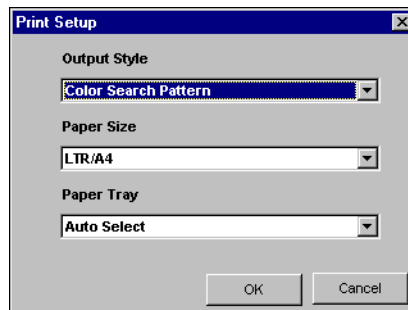 Print Setup
Output Style
Color Search Pattern
Paper Size
LTR/A4
Paper Tray
Auto Select
OK Cancel